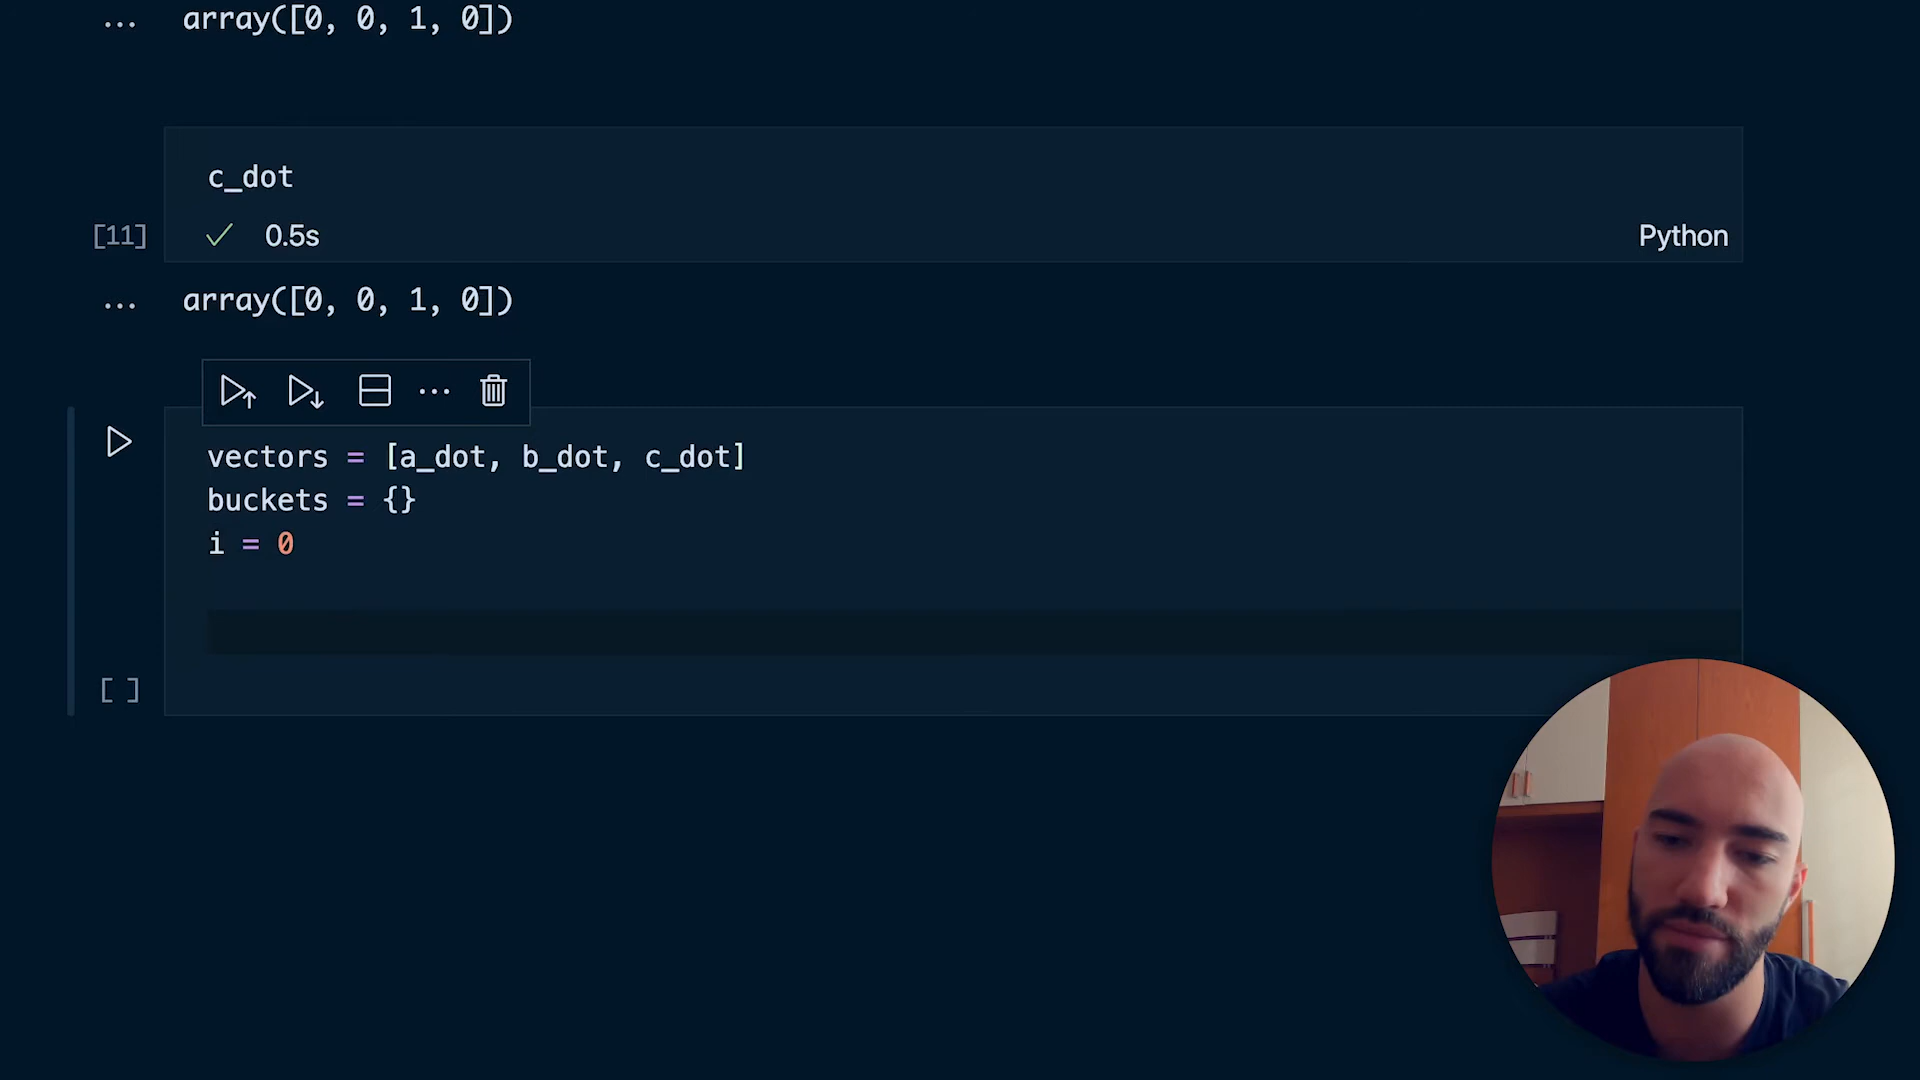 ... array([0, 0, 1, 0])
c_dot
[11] 0.5s Python
... array([0, 0, 1, 0])
vectors = [a_dot, b_dot, c_dot]
buckets = {}
i = 0
[ ]